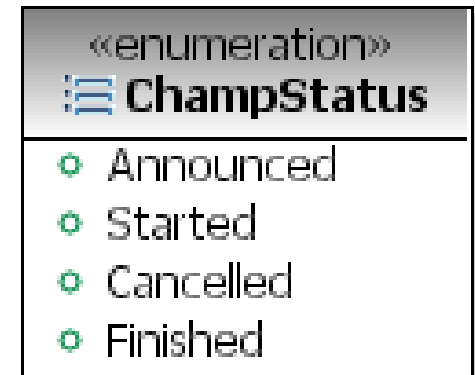 «enumeration»
ChampStatus
Announced
Started
Cancelled
Finished